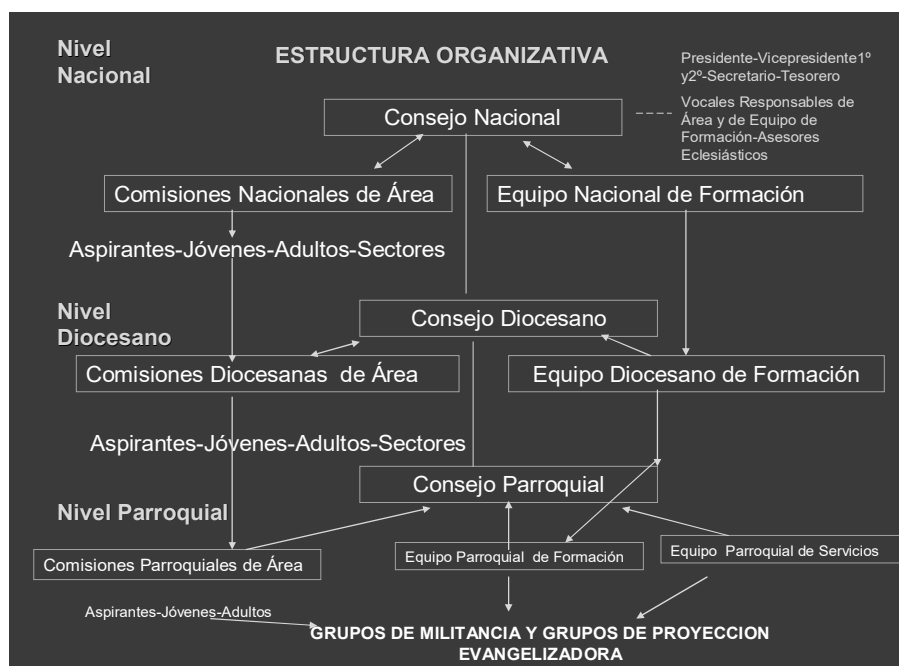 Nivel
Nacional
ESTRUCTURA ORGANIZATIVA
Presidente-Vicepresidente1º
y2º-Secretario-Tesorero
Vocales Responsables de
Área y de Equipo de
Formación-Asesores
Eclesiásticos
Consejo Nacional
Comisiones Nacionales de Área
Equipo Nacional de Formación
Aspirantes-Jóvenes-Adultos-Sectores
Nivel
Diocesano
Consejo Diocesano
Comisiones Diocesanas de Área
Equipo Diocesano de Formación
Aspirantes-Jóvenes-Adultos-Sectores
Consejo Parroquial
Nivel Parroquial
Comisiones Parroquiales de Área
Equipo Parroquial de Formación
Equipo Parroquial de Servicios
Aspirantes-Jóvenes-Adultos
GRUPOS DE MILITANCIA Y GRUPOS DE PROYECCION
EVANGELIZADORA